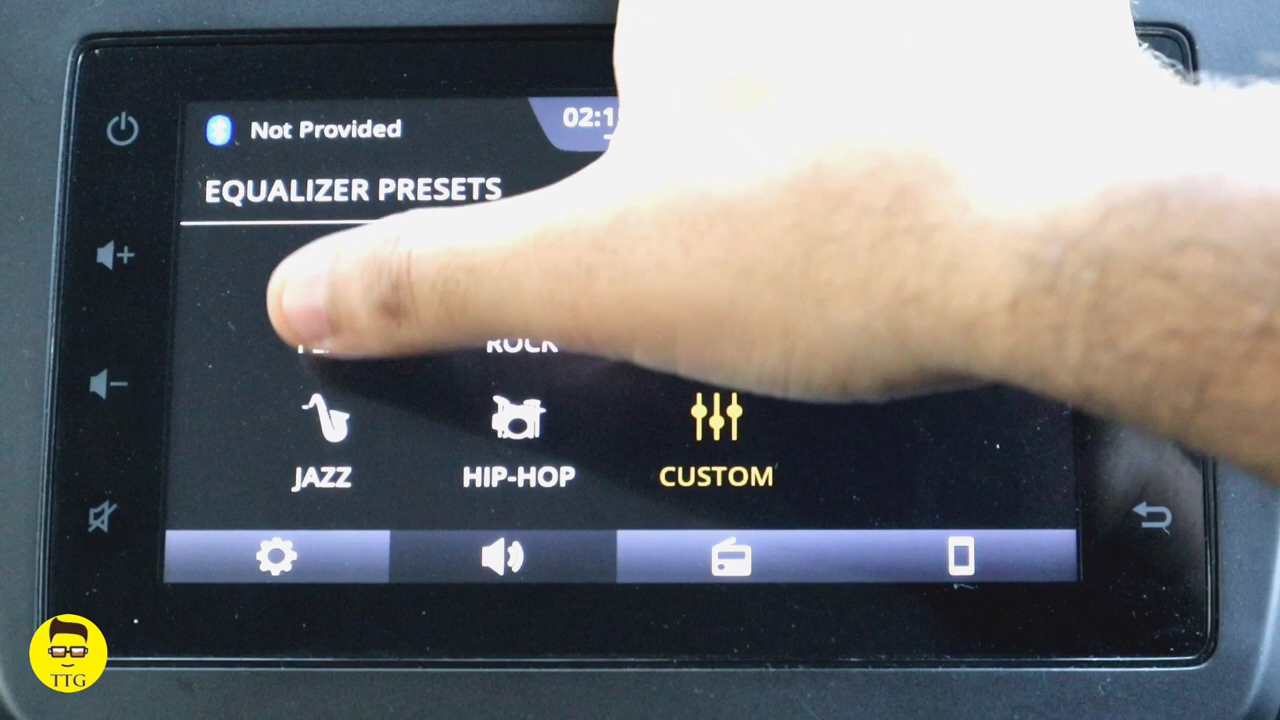 Not Provided
02:1
EQUALIZER PRESETS
ROCK
JAZZ
HIP-HOP
CUSTOM
TTG